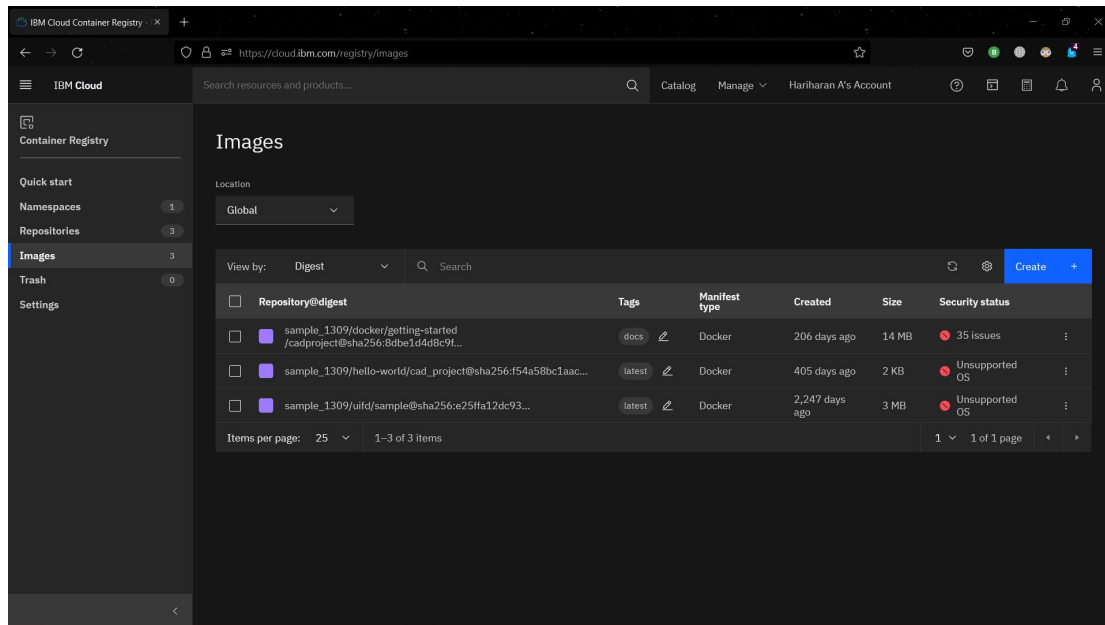 IBM Cloud Container Registry -
https://cloud.ibm.com/registry/images
B
4
IBM Cloud
Search resources and products...
Catalog
Manage
Hariharan A's Account
Container Registry
Quick start
Namespaces 1
Repositories 3
Images 3
Trash 0
Settings
Images
Location
Global
View by: Digest
Search
Create +
Repository@digest Tags Manifest type Created Size Security status
sample_1309/docker/getting-started
/cadproject@sha256:8dbe1d4d8c9f... docs Docker 206 days ago 14 MB 35 issues
sample_1309/hello-world/cad_project@sha256:f54a58bc1aac... latest Docker 405 days ago 2 KB Unsupported OS
sample_1309/uifd/sample@sha256:e25ffa12dc93... latest Docker 2,247 days ago 3 MB Unsupported OS
Items per page: 25 1–3 of 3 items 1 1 of 1 page